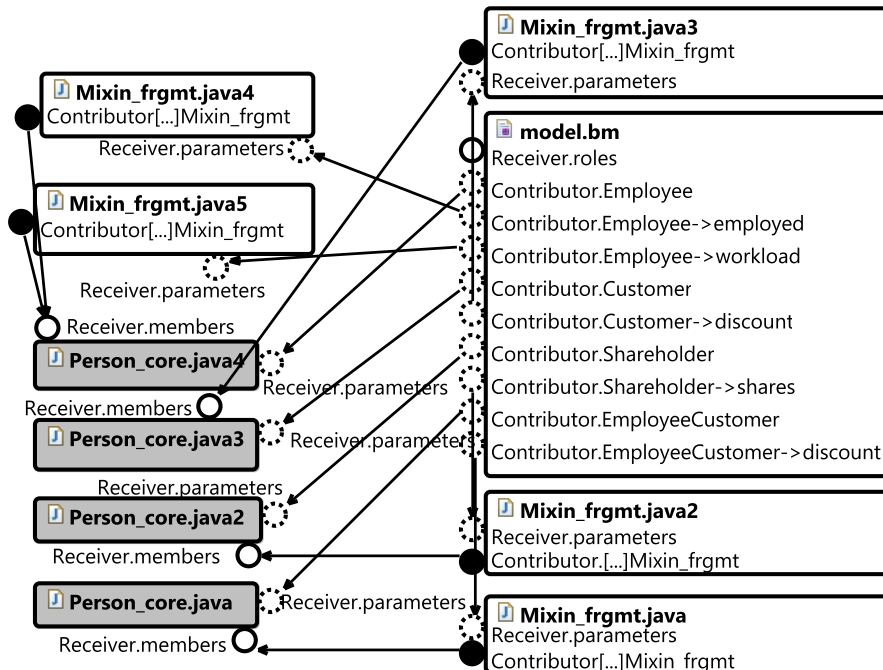 Mixin_frgmt.java3
Contributor[...]Mixin_frgmt
Receiver.parameters
Mixin_frgmt.java4
Contributor[...]Mixin_frgmt
Receiver.parameters
model.bm
Receiver.roles
Contributor.Employee
Contributor.Employee->employed
Contributor.Employee->workload
Contributor.Customer
Contributor.Customer->discount
Contributor.Shareholder
Contributor.Shareholder->shares
Contributor.EmployeeCustomer
Contributor.EmployeeCustomer->discount
Mixin_frgmt.java5
Contributor[...]Mixin_frgmt
Receiver.parameters
Receiver.members
Person_core.java4
Receiver.parameters
Receiver.members
Person_core.java3
Receiver.parameters
Receiver.parameters
Person_core.java2
Receiver.members
Mixin_frgmt.java2
Receiver.parameters
Contributor.[...]Mixin_frgmt
Person_core.java
Receiver.parameters
Receiver.members
Mixin_frgmt.java
Receiver.parameters
Contributor[...]Mixin_frgmt